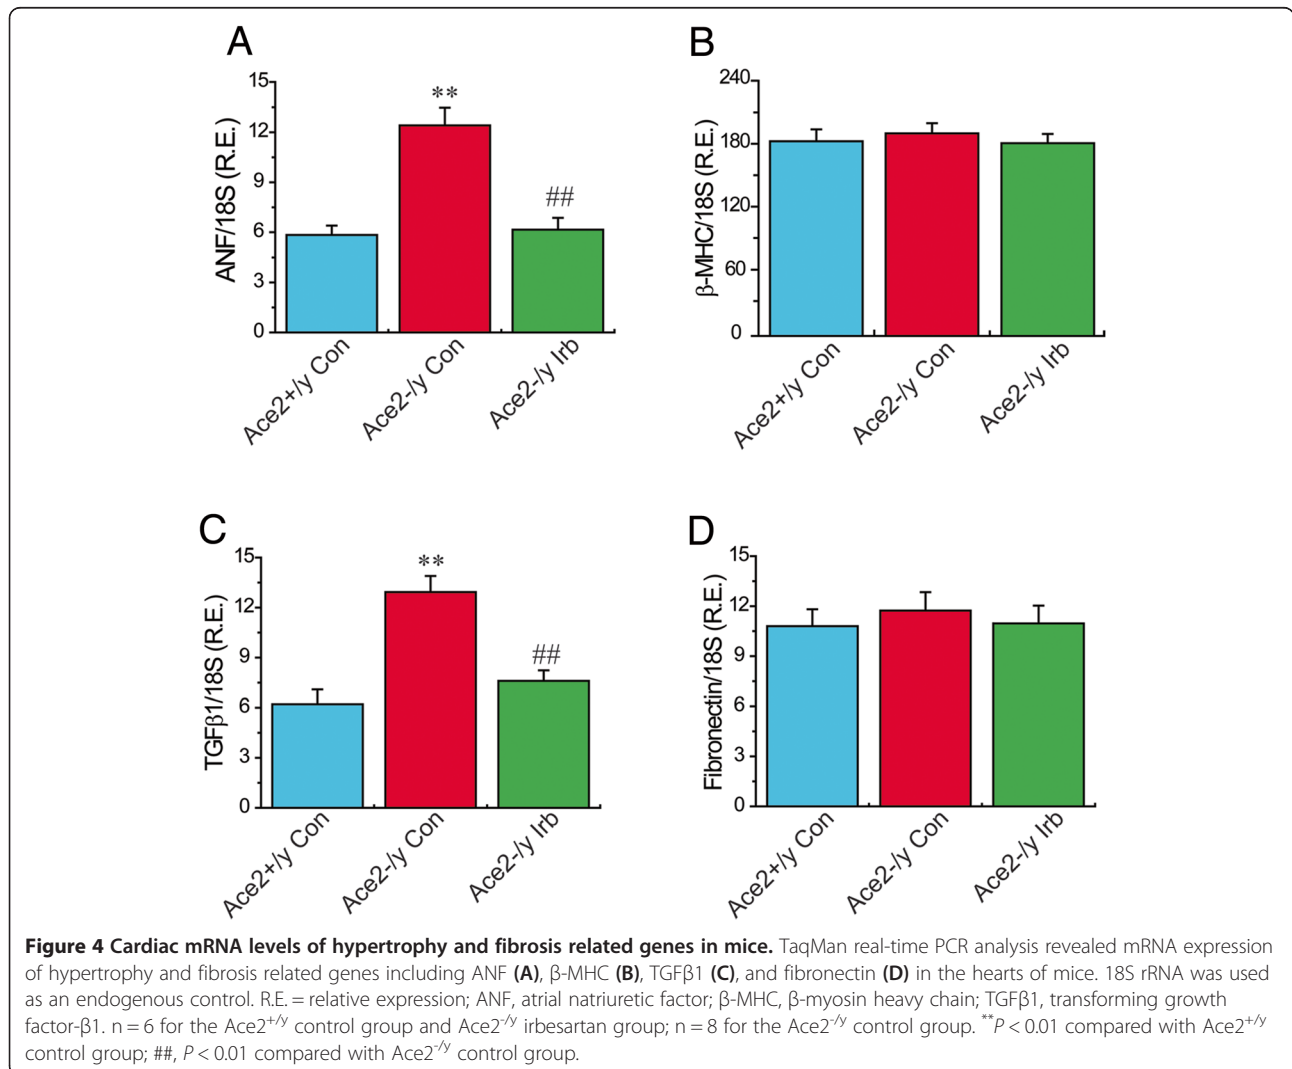 A
ANF/18S (R.E.)
15
12
9
6
3
0
**
##
Ace2+/y Con
Ace2-/y Con
Ace2-/y Irb
B
β-MHC/18S (R.E.)
240
180
120
60
0
Ace2+/y Con
Ace2-/y Con
Ace2-/y Irb
C
TGFβ1/18S (R.E.)
15
12
9
6
3
0
**
##
Ace2+/y Con
Ace2-/y Con
Ace2-/y Irb
D
Fibronectin/18S (R.E.)
15
12
9
6
3
0
Ace2+/y Con
Ace2-/y Con
Ace2-/y Irb
Figure 4 Cardiac mRNA levels of hypertrophy and fibrosis related genes in mice. TaqMan real-time PCR analysis revealed mRNA expression
of hypertrophy and fibrosis related genes including ANF (A), β-MHC (B), TGFβ1 (C), and fibronectin (D) in the hearts of mice. 18S rRNA was used
as an endogenous control. R.E. = relative expression; ANF, atrial natriuretic factor; β-MHC, β-myosin heavy chain; TGFβ1, transforming growth
factor-β1. n = 6 for the Ace2+/y control group and Ace2-/y irbesartan group; n = 8 for the Ace2-/y control group. **P < 0.01 compared with Ace2+/y
control group; ##, P < 0.01 compared with Ace2-/y control group.